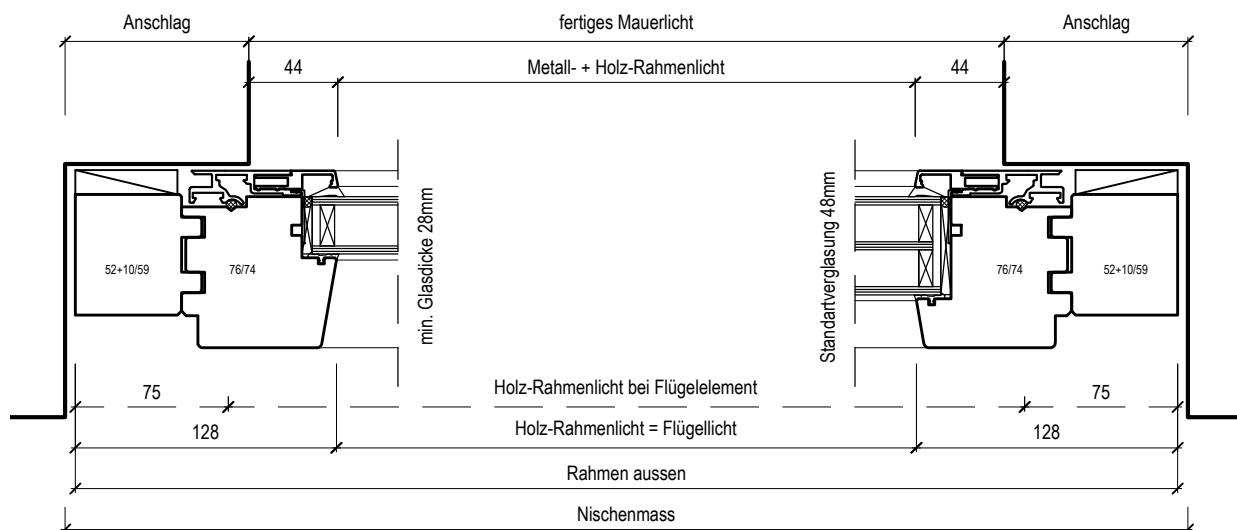 Anschlag fertiges Mauerlicht Anschlag
44 Metall- + Holz-Rahmenlicht 44
min. Glasdicke 28mm
Standartverglasung 48mm
52+10/59 76/74 76/74 52+10/59
75 Holz-Rahmenlicht bei Flügelelement 75
128 Holz-Rahmenlicht = Flügellicht 128
Rahmen aussen
Nischenmass